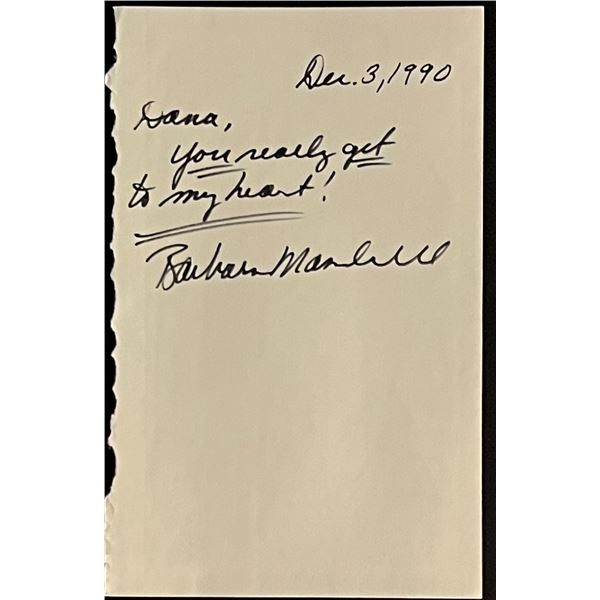 Dec. 3, 1990
Dana,
you really get
to my heart!
Barbara Mandrell